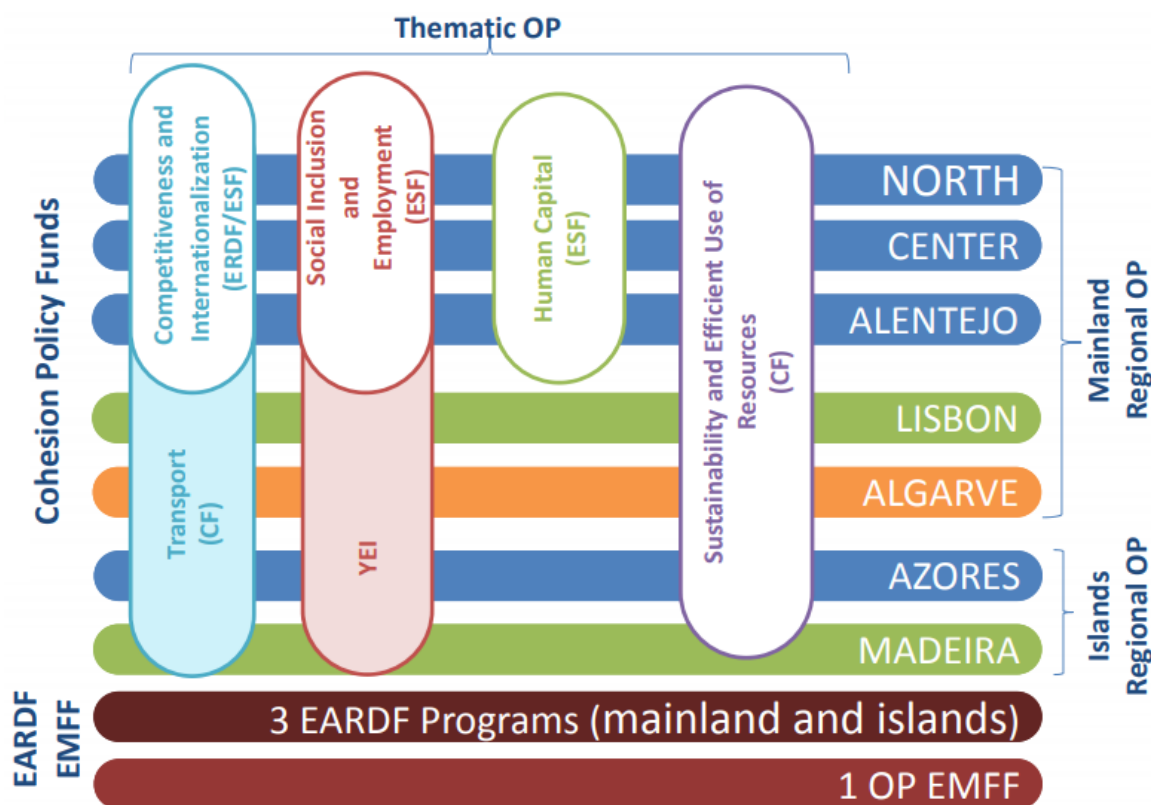 Thematic OP
Cohesion Policy Funds
Competitiveness and
Internationalization
(ERDF/ESF)
Transport
(CF)
Social Inclusion
and
Employment
(ESF)
YEI
Human Capital
(ESF)
Sustainability and Efficient Use of
Resources
(CF)
NORTH
CENTER
ALENTEJO
LISBON
ALGARVE
AZORES
MADEIRA
Mainland
Regional OP
Islands
Regional OP
EARDF
EMFF
3 EARDF Programs (mainland and islands)
1 OP EMFF